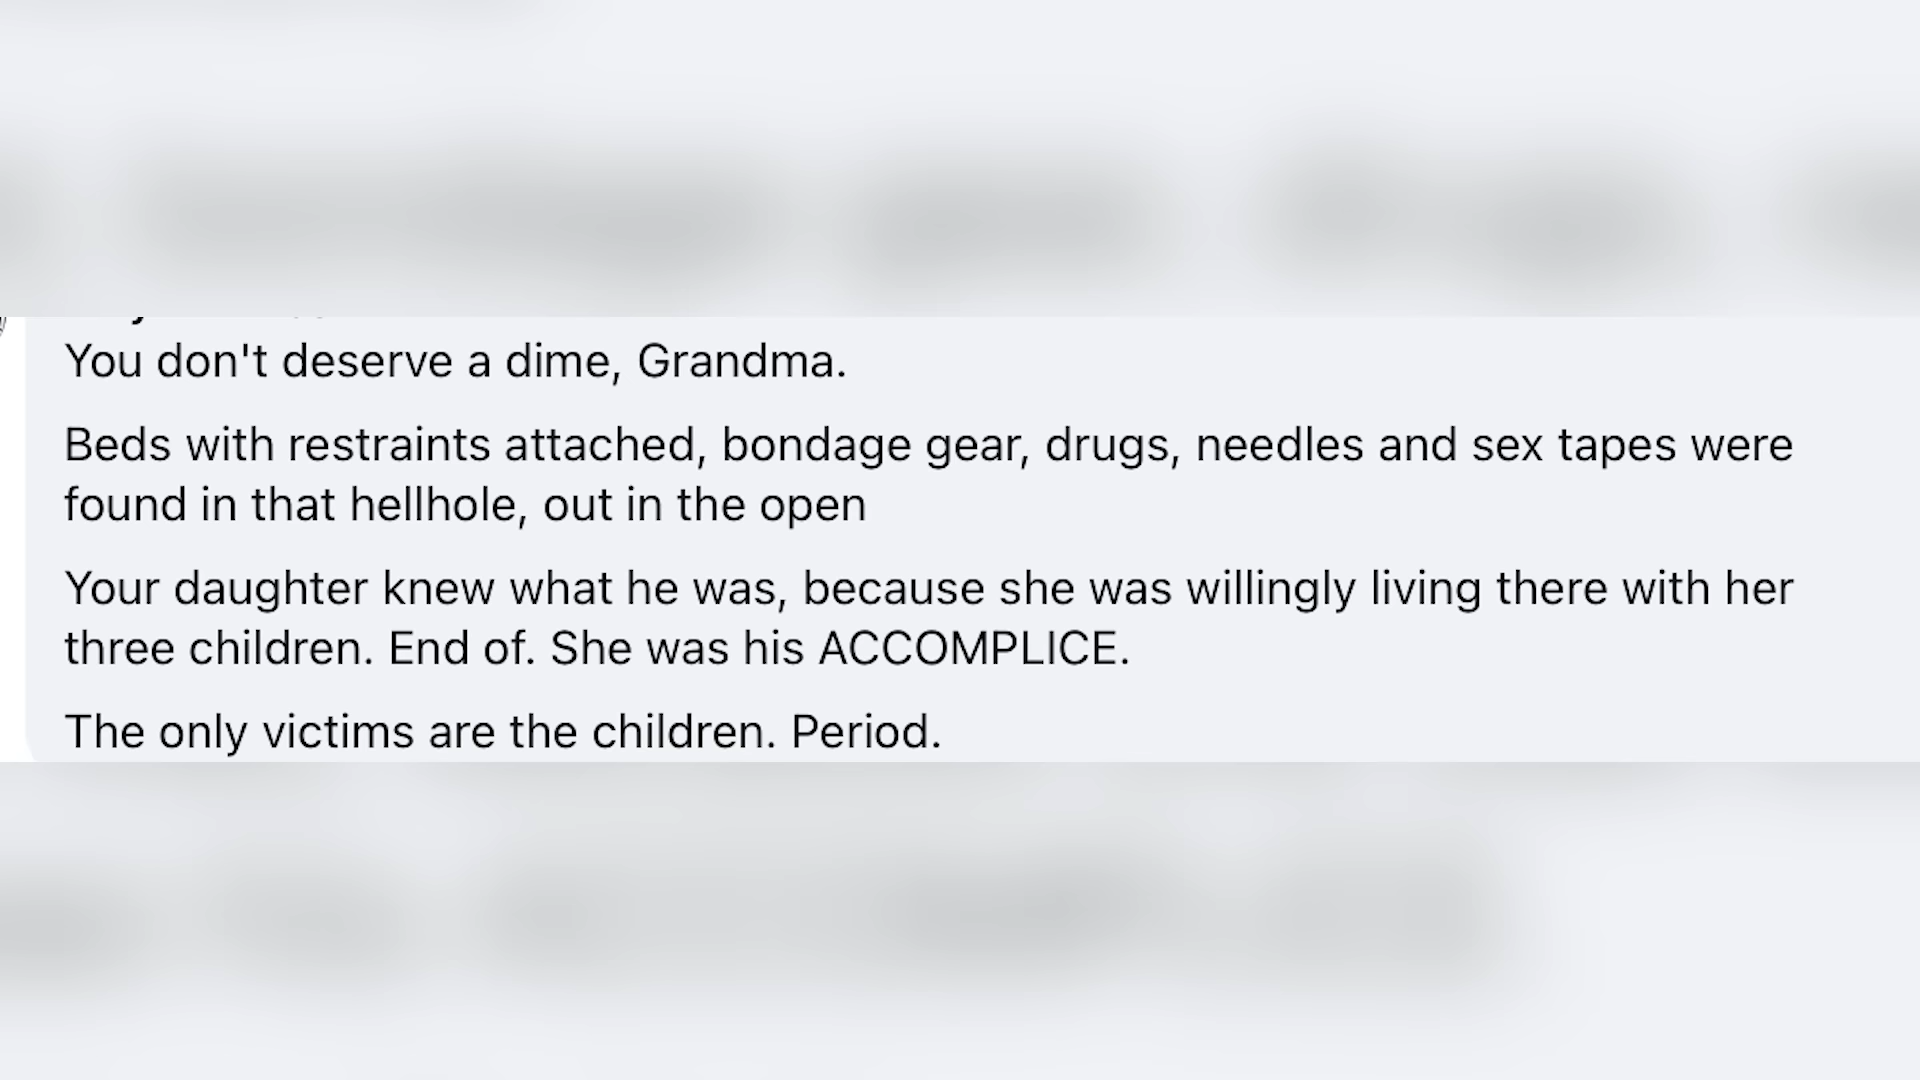 You don't deserve a dime, Grandma.
Beds with restraints attached, bondage gear, drugs, needles and sex tapes were
found in that hellhole, out in the open
Your daughter knew what he was, because she was willingly living there with her
three children. End of. She was his ACCOMPLICE.
The only victims are the children. Period.